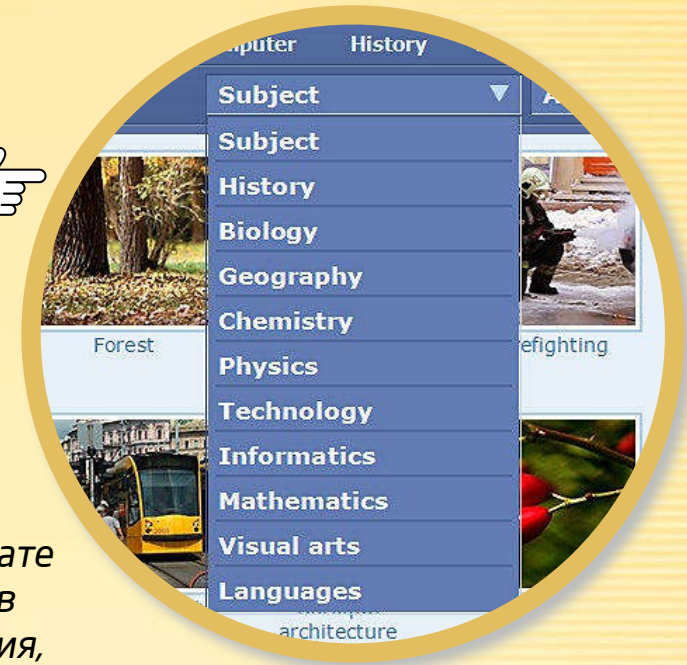 History
Subject
Subject
History
Biology
Geography
Chemistry
Physics
Technology
Informatics
Mathematics
Visual arts
Languages
Forest
architecture
в